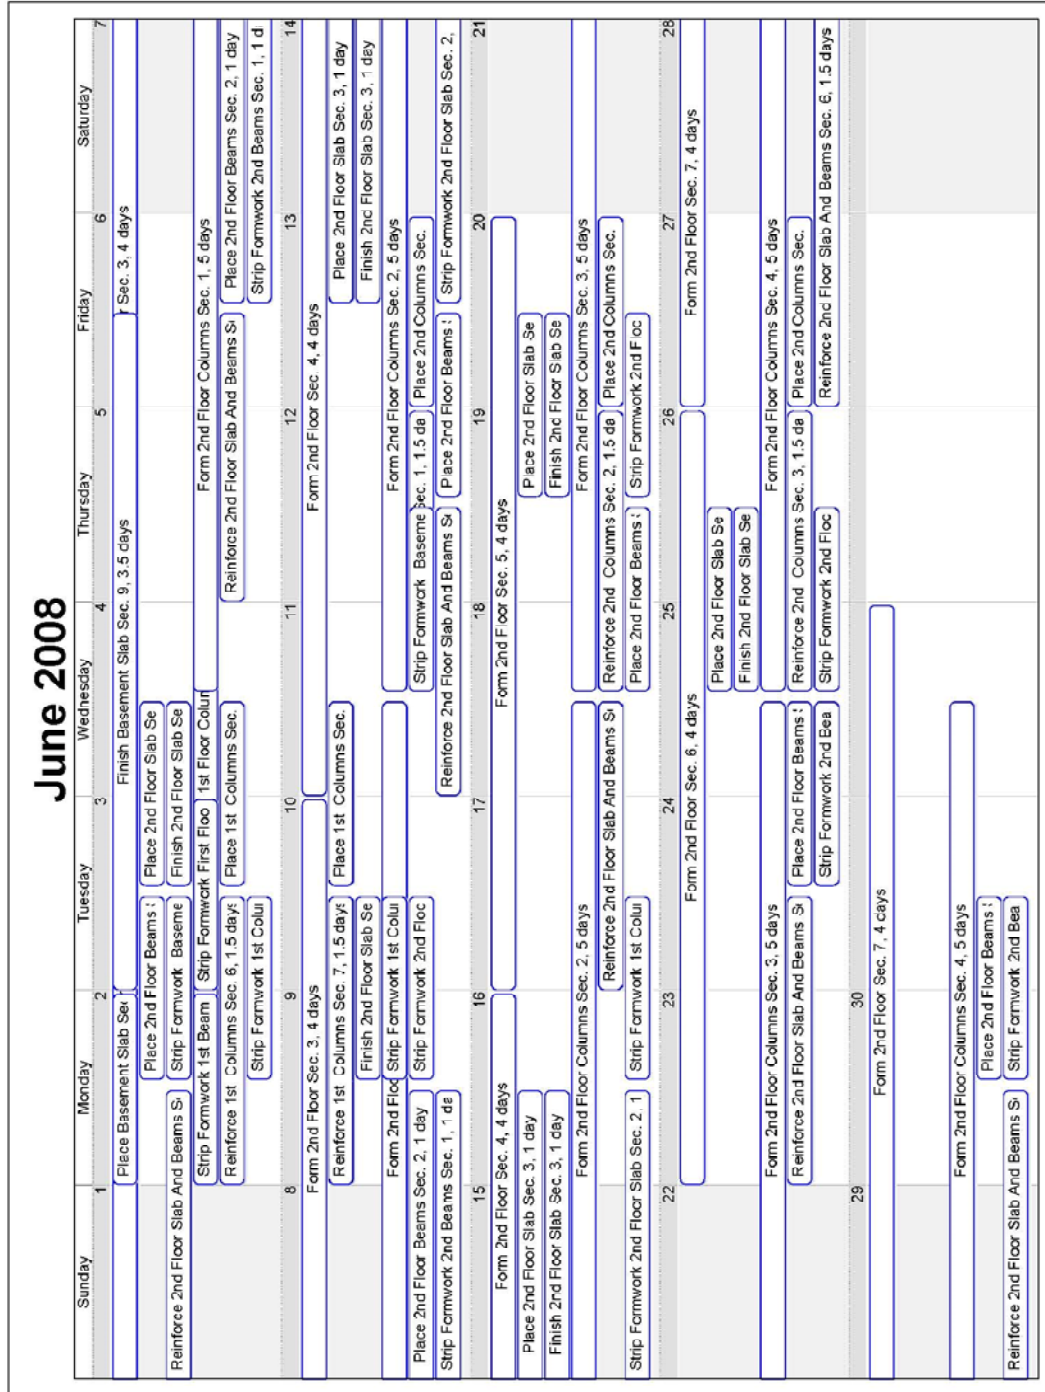 June 2008
Sunday
Monday
Tuesday
Wednesday
Thursday
Friday
Saturday
1
2
3
4
5
6
7
Place Basement Slab Sec
Finish Basement Slab Sec. 9, 3.5 days
r Sec. 3, 4 days
Place 2nd Floor Beams S
Place 2nd Floor Slab Se
Reinforce 2nd Floor Slab And Beams S
Strip Formwork Baseme
Finish 2nd Floor Slab Se
Strip Formwork 1st Beam
Strip Formwork First Floo
1st Floor Colun
Form 2nd Floor Columns Sec. 1, 5 days
Reinforce 1st Columns Sec. 6, 1.5 days
Place 1st Columns Sec.
Reinforce 2nd Floor Slab And Beams S
Place 2nd Floor Beams Sec. 2, 1 day
Strip Formwork 1st Colu
Strip Formwork 2nd Beams Sec. 1, 1 d
8
9
10
11
12
13
14
Form 2nd Floor Sec. 3, 4 days
Form 2nd Floor Sec. 4, 4 days
Reinforce 1st Columns Sec. 7, 1.5 days
Place 1st Columns Sec.
Place 2nd Floor Slab Sec. 3, 1 day
Finish 2nd Floor Slab Se
Finish 2nd Floor Slab Sec. 3, 1 day
Form 2nd Floo
Strip Formwork 1st Colu
Form 2nd Floor Columns Sec. 2, 5 days
Place 2nd Floor Beams Sec. 2, 1 day
Strip Formwork 2nd Floc
Strip Formwork Baseme
Sec. 1, 1.5 da
Place 2nd Columns Sec.
Strip Formwork 2nd Beams Sec. 1, 1 da
Reinforce 2nd Floor Slab And Beams S
Place 2nd Floor Beams S
Strip Formwork 2nd Floor Slab Sec. 2,
15
16
17
18
19
20
21
Form 2nd Floor Sec. 4, 4 days
Form 2nd Floor Sec. 5, 4 days
Place 2nd Floor Slab Sec. 3, 1 day
Place 2nd Floor Slab Se
Finish 2nd Floor Slab Sec. 3, 1 day
Finish 2nd Floor Slab Se
Form 2nd Floor Columns Sec. 2, 5 days
Form 2nd Floor Columns Sec. 3, 5 days
Reinforce 2nd Floor Slab And Beams S
Reinforce 2nd Columns Sec. 2, 1.5 da
Place 2nd Columns Sec.
Strip Formwork 2nd Floor Slab Sec. 2, 1
Strip Formwork 1st Colu
Place 2nd Floor Beams S
Strip Formwork 2nd Floc
22
23
24
25
26
27
28
Form 2nd Floor Sec. 6, 4 days
Form 2nd Floor Sec. 7, 4 days
Place 2nd Floor Slab Se
Finish 2nd Floor Slab Se
Form 2nd Floor Columns Sec. 3, 5 days
Form 2nd Floor Columns Sec. 4, 5 days
Reinforce 2nd Floor Slab And Beams S
Place 2nd Floor Beams S
Reinforce 2nd Columns Sec. 3, 1.5 da
Place 2nd Columns Sec.
Strip Formwork 2nd Bea
Strip Formwork 2nd Floc
Reinforce 2nd Floor Slab And Beams Sec. 6, 1.5 days
29
30
Form 2nd Floor Sec. 7, 4 days
Form 2nd Floor Columns Sec. 4, 5 days
Place 2nd Floor Beams S
Reinforce 2nd Floor Slab And Beams S
Strip Formwork 2nd Bea